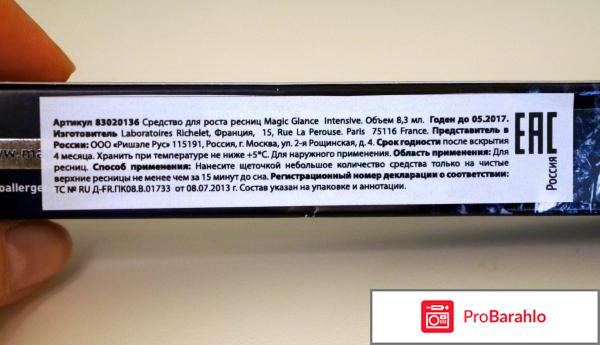 Артикул 83020136 Средство для роста ресниц Magic Glance Intensive. Объем 8,3 мл. Годен до 05.2017.
Изготовитель Laboratoires Richelet, Франция, 15, Rue La Perouse. Paris 75116 France. Представитель в
России: ООО «Ришэле Рус» 115191, Россия, г. Москва, ул. 2-я Рощинская, д. 4. Срок годности после вскрытия
4 месяца. Хранить при температуре не ниже +5°С. Для наружного применения. Область применения: Для
ресниц. Способ применения: Нанесения щеточкой небольшое количество средства только на чистые
верхние ресницы не менее чем за 15 минут до сна. Регистрационный номер декларации о соответствии:
ТС № RU Д-FR.ПК08.В.01733 от 08.07.2013 г. Состав указан на упаковке и аннотации.
EAC
Россия
www.ma
oallerge
ProBarahlo